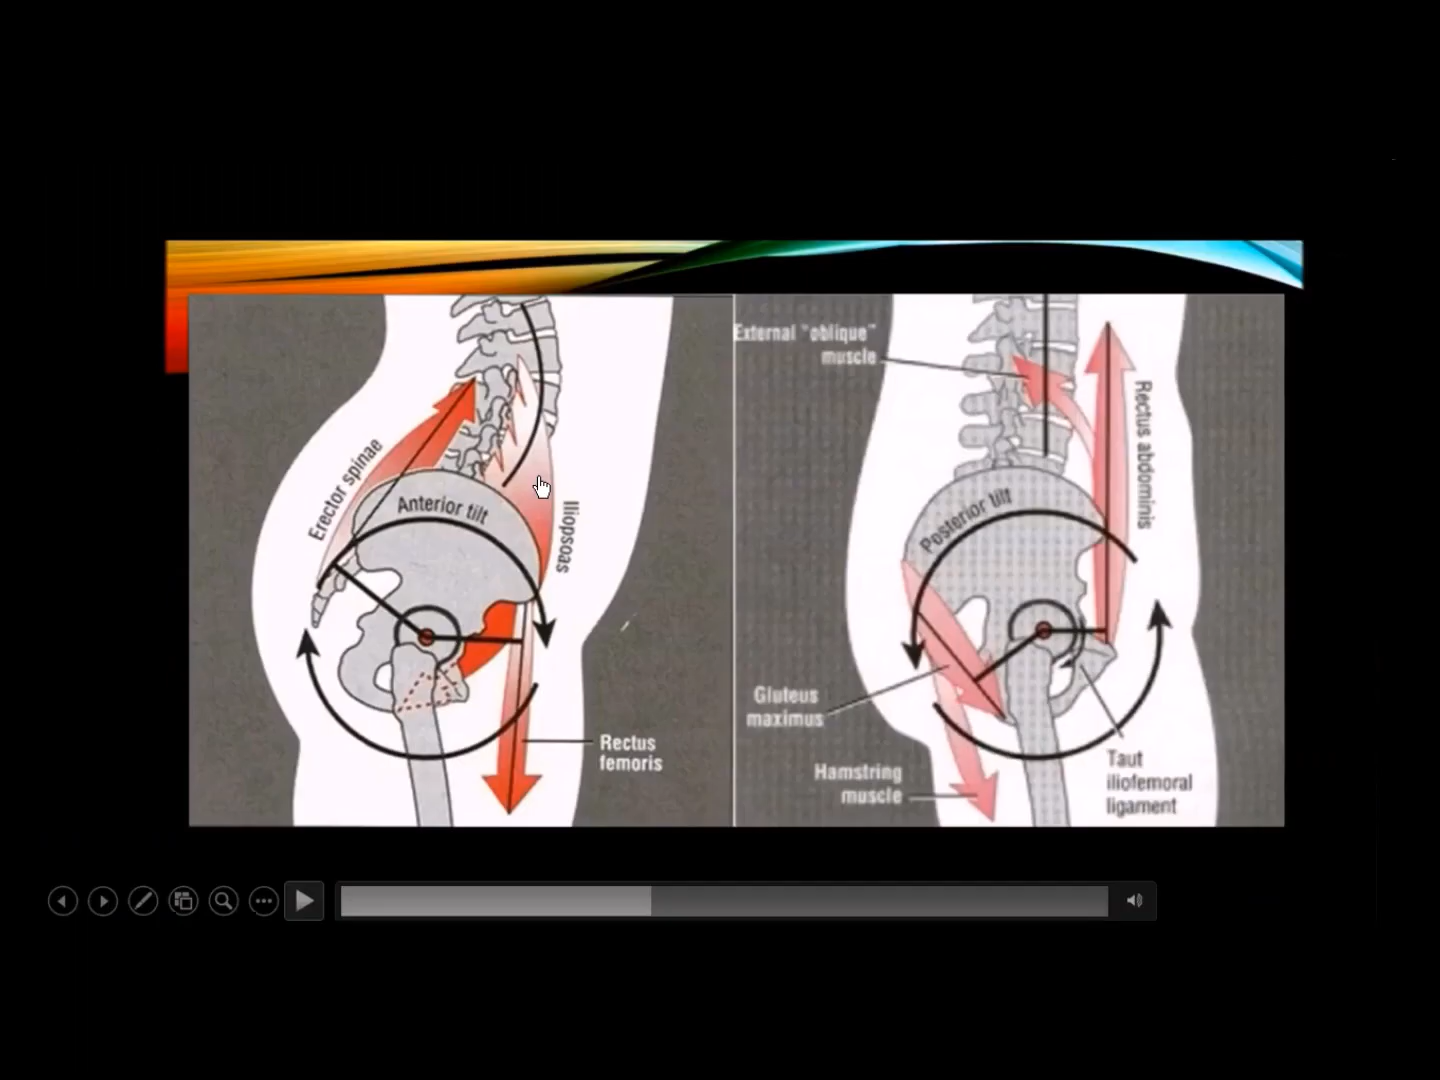 Erector spinae
Anterior tilt
Iliopsoas
Rectus
femoris
External "oblique"
muscle
Rectus abdominis
Posterior tilt
Gluteus
maximus
Hamstring
muscle
Taut
iliofemoral
ligament